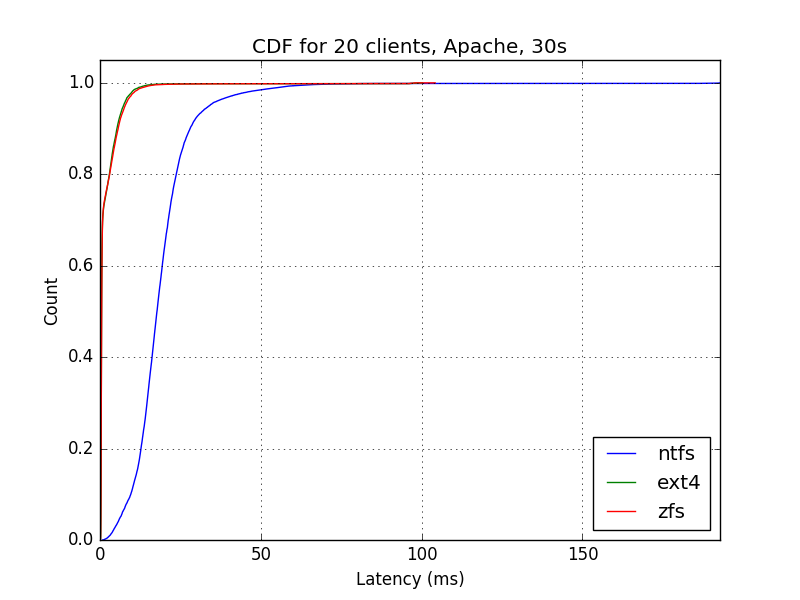 CDF for 20 clients, Apache, 30s
1.0
0.8
0.6
0.4
0.2
0.0
Count
0 50 100 150
Latency (ms)
ntfs
ext4
zfs